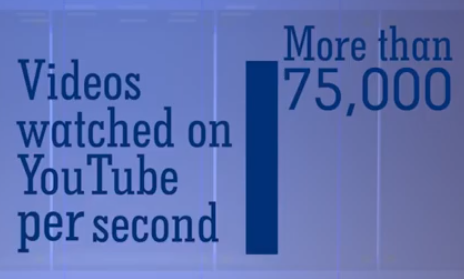 Videos
watched on
YouTube
per second
More than
75,000